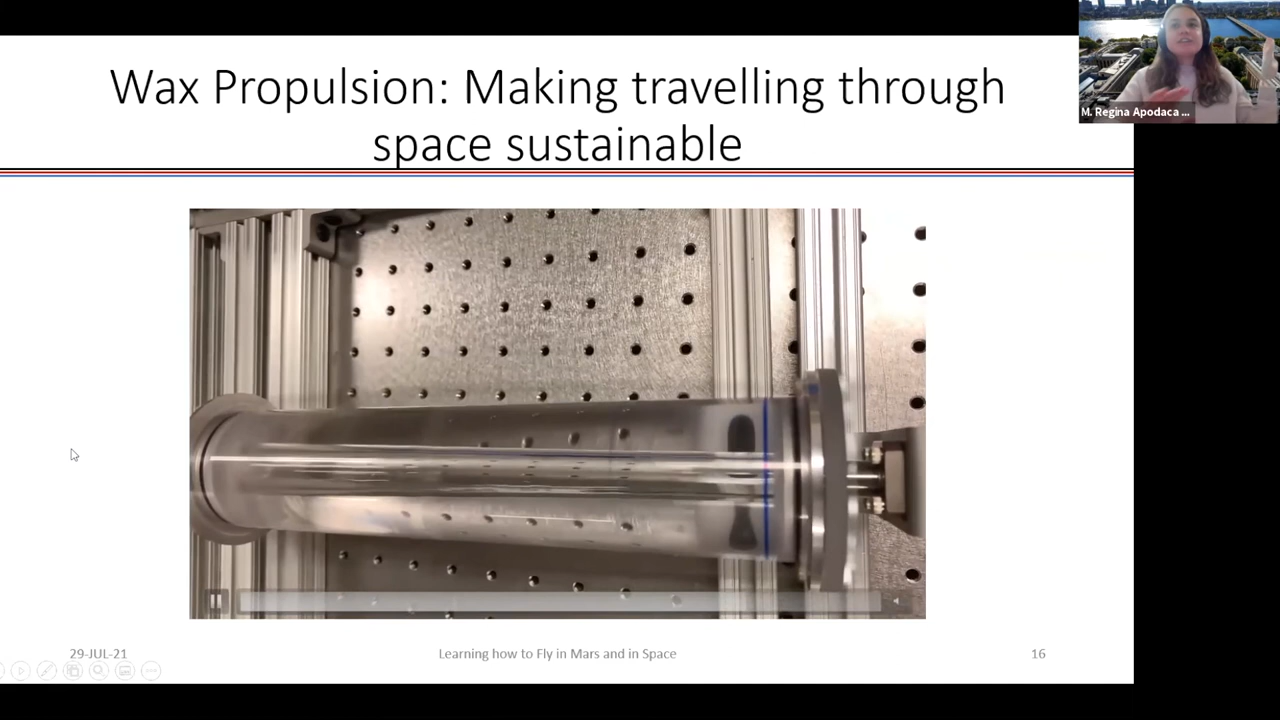 Wax Propulsion: Making travelling through
space sustainable
M. Regina Apodaca ...
29-JUL-21
Learning how to Fly in Mars and in Space
16